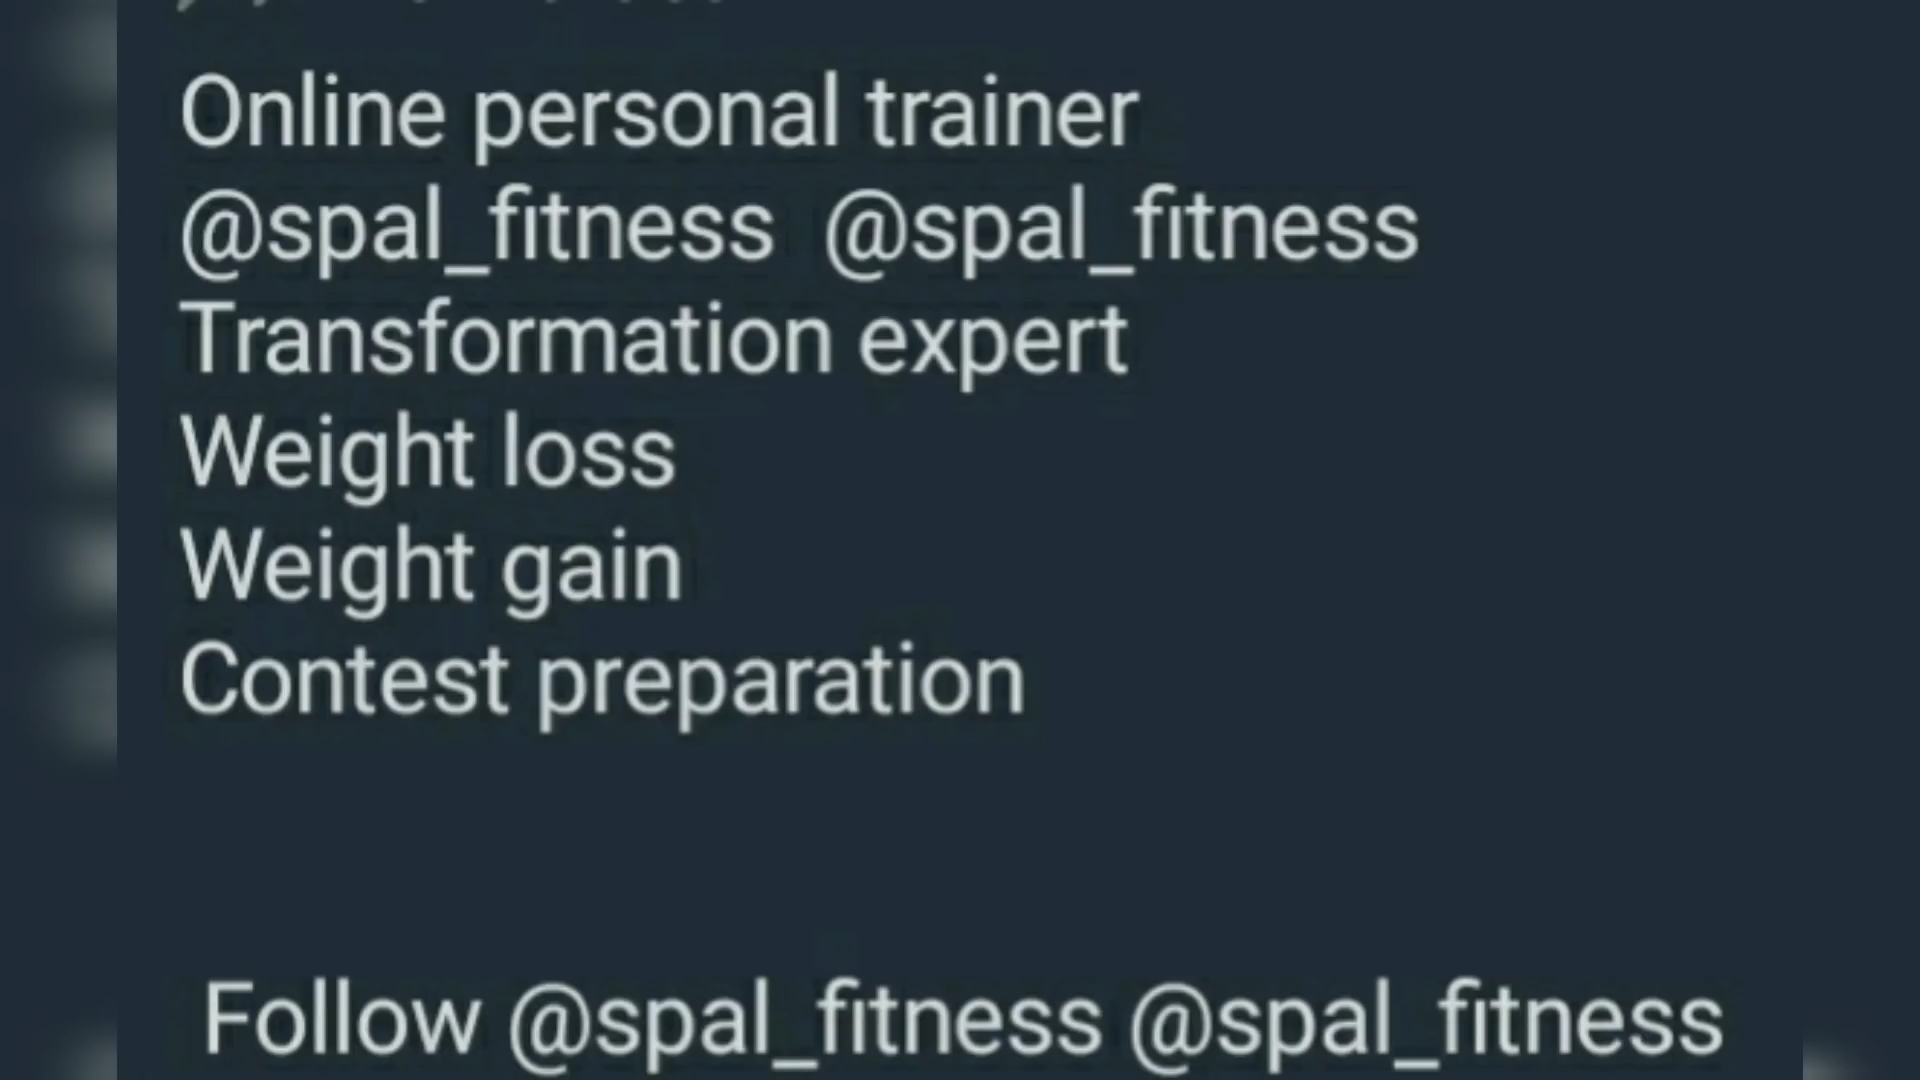 Online personal trainer
@spal_fitness @spal_fitness
Transformation expert
Weight loss
Weight gain
Contest preparation
Follow @spal_fitness @spal_fitness